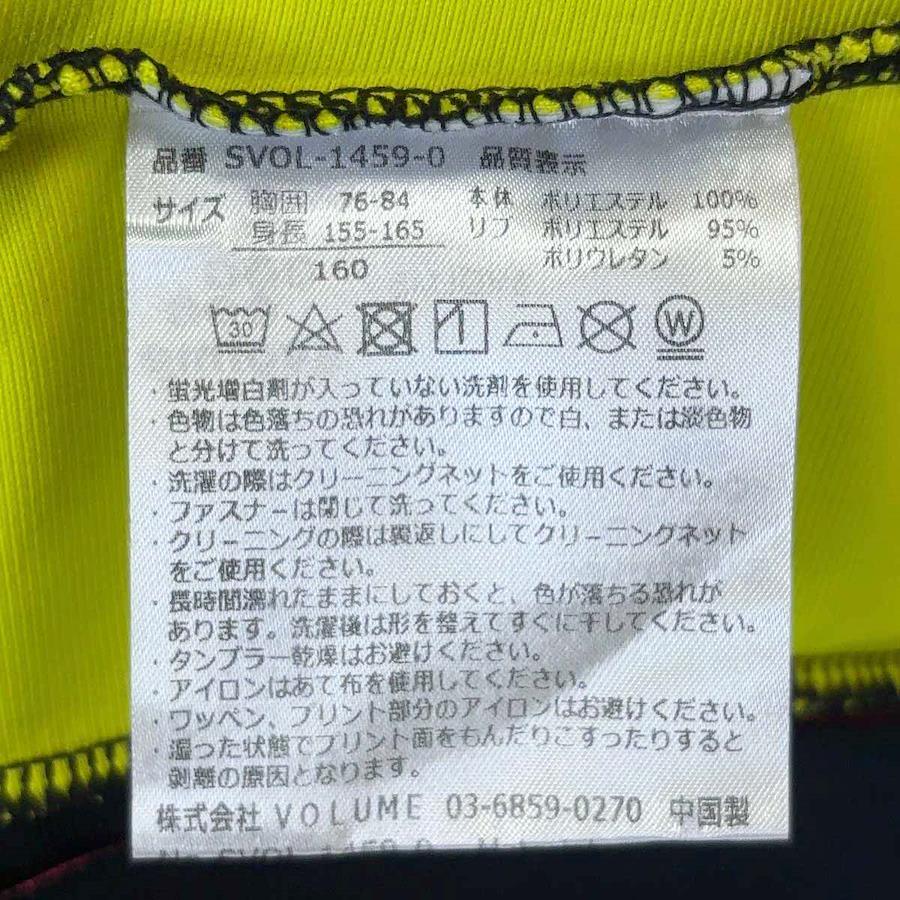 品番 SVOL-1459-0 品質表示
サイズ 胸囲 76-84 本体 ポリエステル 100%
身長 155-165 リブ ポリエステル 95%
160 ポリウレタン 5%
30 W
・蛍光増白剤が入っていない洗剤を使用してください。
・色物は色落ちの恐れがありますので白、または淡色物
と分けて洗ってください。
・洗濯の際はクリーニングネットをご使用ください。
・ファスナーは閉じて洗ってください。
・クリーニングの際は裏返しにしてクリーニングネット
をご使用ください。
・長時間濡れたままにしておくと、色が落ちる恐れが
あります。洗濯後は形を整えてすぐに干してください。
・タンブラー乾燥はお避けください。
・アイロンはあて布を使用してください。
・ワッペン、プリント部分のアイロンはお避けください。
・湿った状態でプリント面をもんだりこすったりすると
剥離の原因となります。
株式会社 VOLUME 03-6859-0270 中国製
No SVOL-1459-0